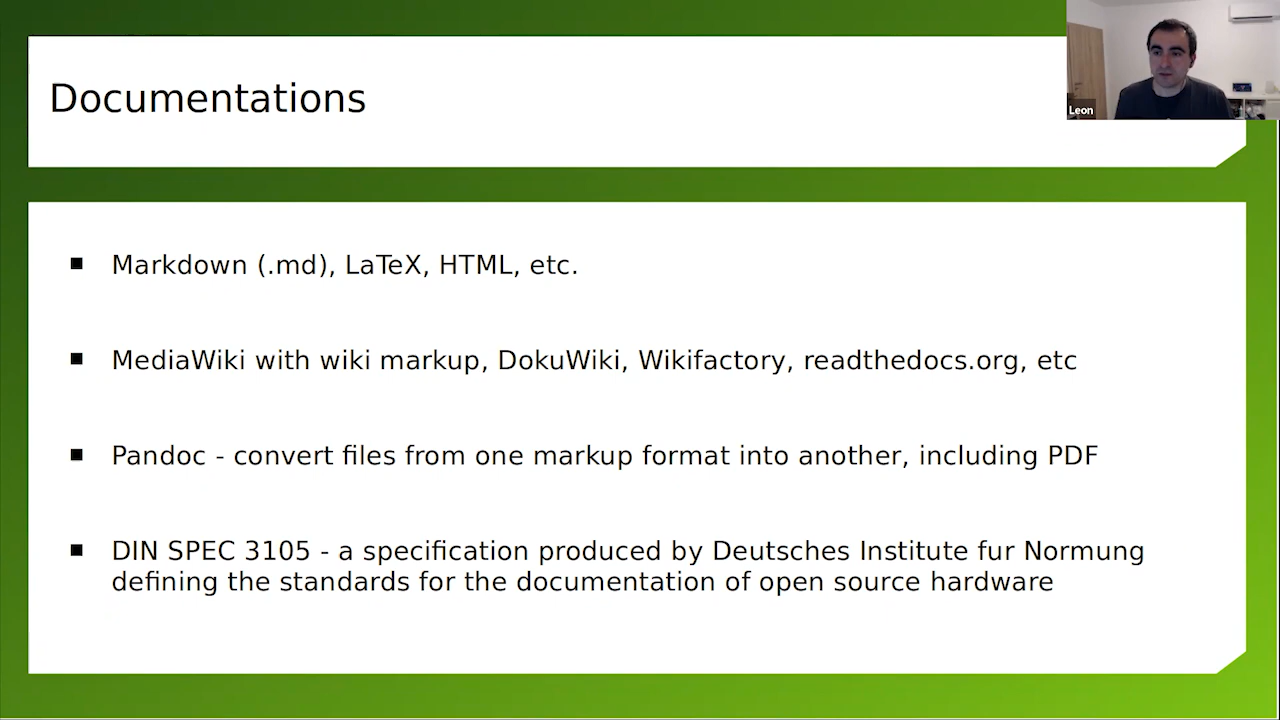 Documentations
Leon
Markdown (.md), LaTeX, HTML, etc.
MediaWiki with wiki markup, DokuWiki, Wikifactory, readthedocs.org, etc
Pandoc - convert files from one markup format into another, including PDF
DIN SPEC 3105 - a specification produced by Deutsches Institute fur Normung
defining the standards for the documentation of open source hardware